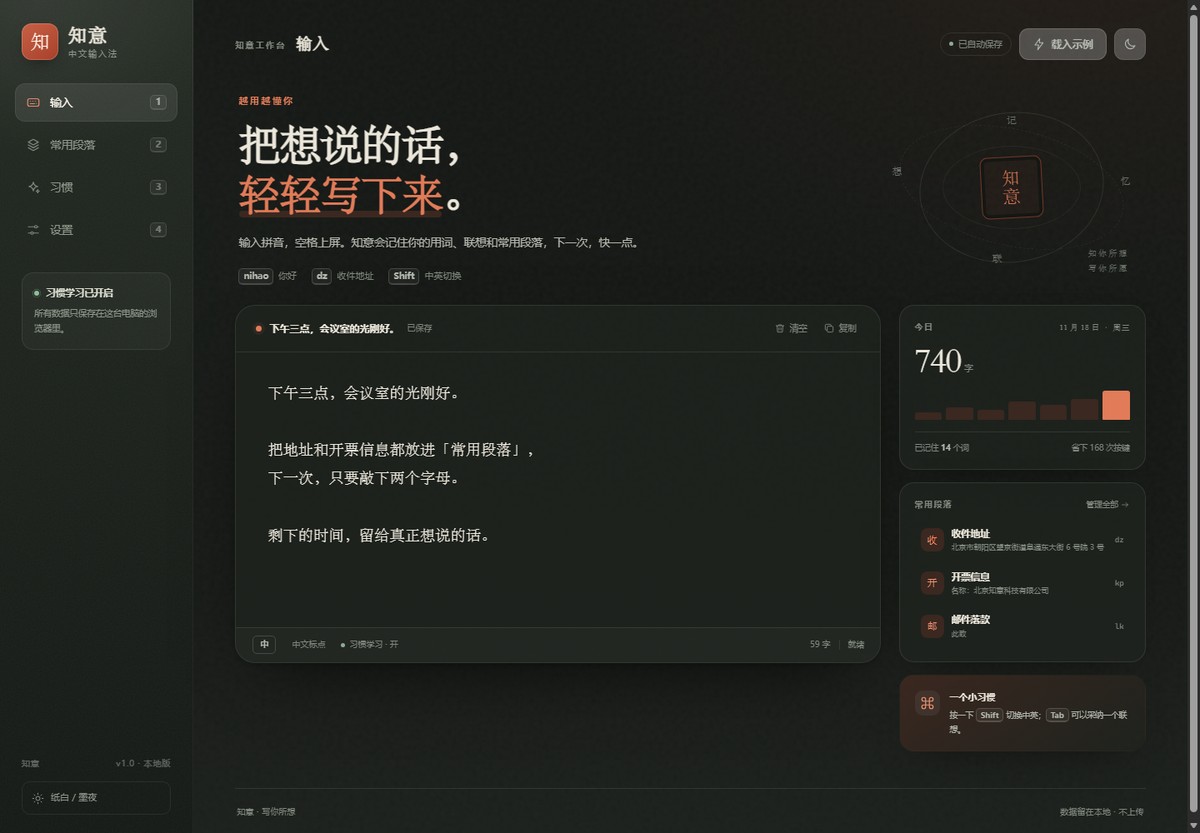 知
知意
中文输入法
输入 1
常用段落 2
习惯 3
设置 4
习惯学习已开启
所有数据只保存在这台电脑的浏
览器里。
知意 v1.0 · 本地版
纸白 / 墨夜
知意工作台 输入
已自动保存
载入示例
越用越懂你
把想说的话，
轻轻写下来。
输入拼音，空格上屏。知意会记住你的用词、联想和常用段落，下一次，快一点。
nihao 你好 dz 收件地址 Shift 中英切换
记
想
忆
联
知
意
知你所想
写你所愿
下午三点，会议室的光刚好。 已保存
清空 复制
下午三点，会议室的光刚好。
把地址和开票信息都放进「常用段落」，
下一次，只要敲下两个字母。
剩下的时间，留给真正想说的话。
中 中文标点 习惯学习 · 开 59 字 就绪
今日 11 月 18 日 · 周三
740 字
已记住 14 个词 省下 168 次按键
常用段落 管理全部 →
收 收件地址 dz
北京市朝阳区望京街道阜通东大街 6 号院 3 号
开 开票信息 kp
名称：北京知意科技有限公司
邮 邮件落款 lk
此致
⌘ 一个小习惯
按一下 Shift 切换中英；Tab 可以采纳一个联
想。
知意 · 写你所想 数据留在本地 · 不上传